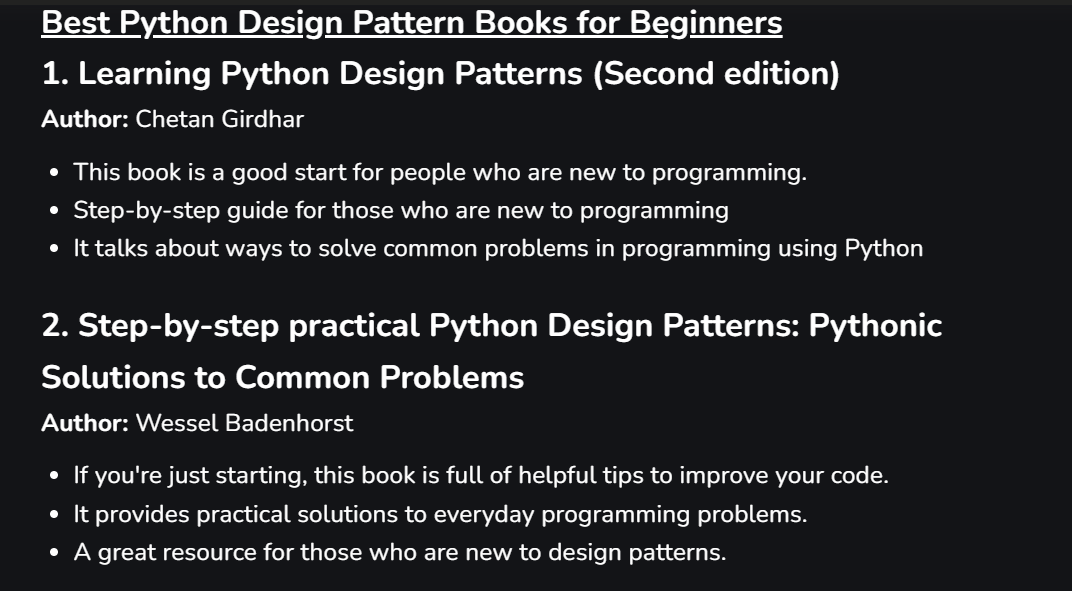 Best Python Design Pattern Books for Beginners
1. Learning Python Design Patterns (Second edition)
Author: Chetan Girdhar
• This book is a good start for people who are new to programming.
• Step-by-step guide for those who are new to programming
• It talks about ways to solve common problems in programming using Python
2. Step-by-step practical Python Design Patterns: Pythonic
Solutions to Common Problems
Author: Wessel Badenhorst
• If you're just starting, this book is full of helpful tips to improve your code.
• It provides practical solutions to everyday programming problems.
• A great resource for those who are new to design patterns.